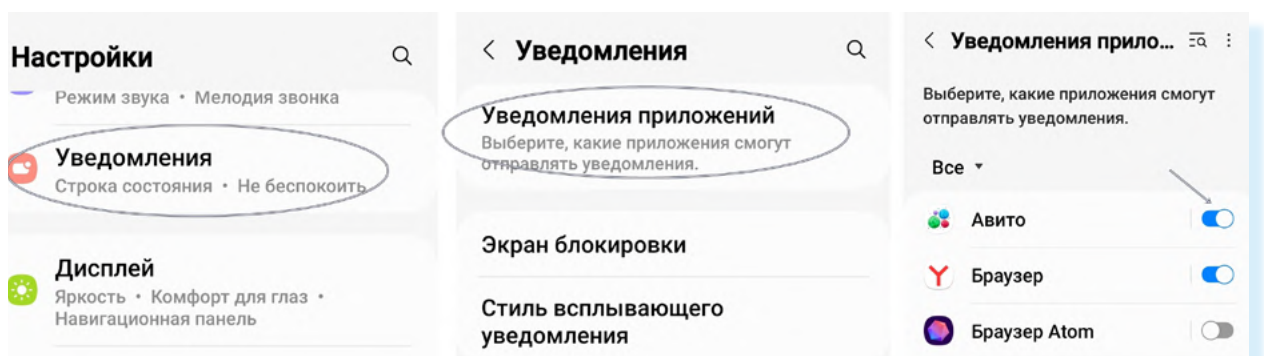 Настройки
Режим звука • Мелодия звонка
Уведомления
Строка состояния • Не беспокоить
Дисплей
Яркость • Комфорт для глаз •
Навигационная панель
Уведомления
Уведомления приложений
Выберите, какие приложения смогут
отправлять уведомления.
Экран блокировки
Стиль всплывающего
уведомления
Уведомления прило...
Выберите, какие приложения смогут
отправлять уведомления.
Все
Авито
Браузер
Браузер Atom